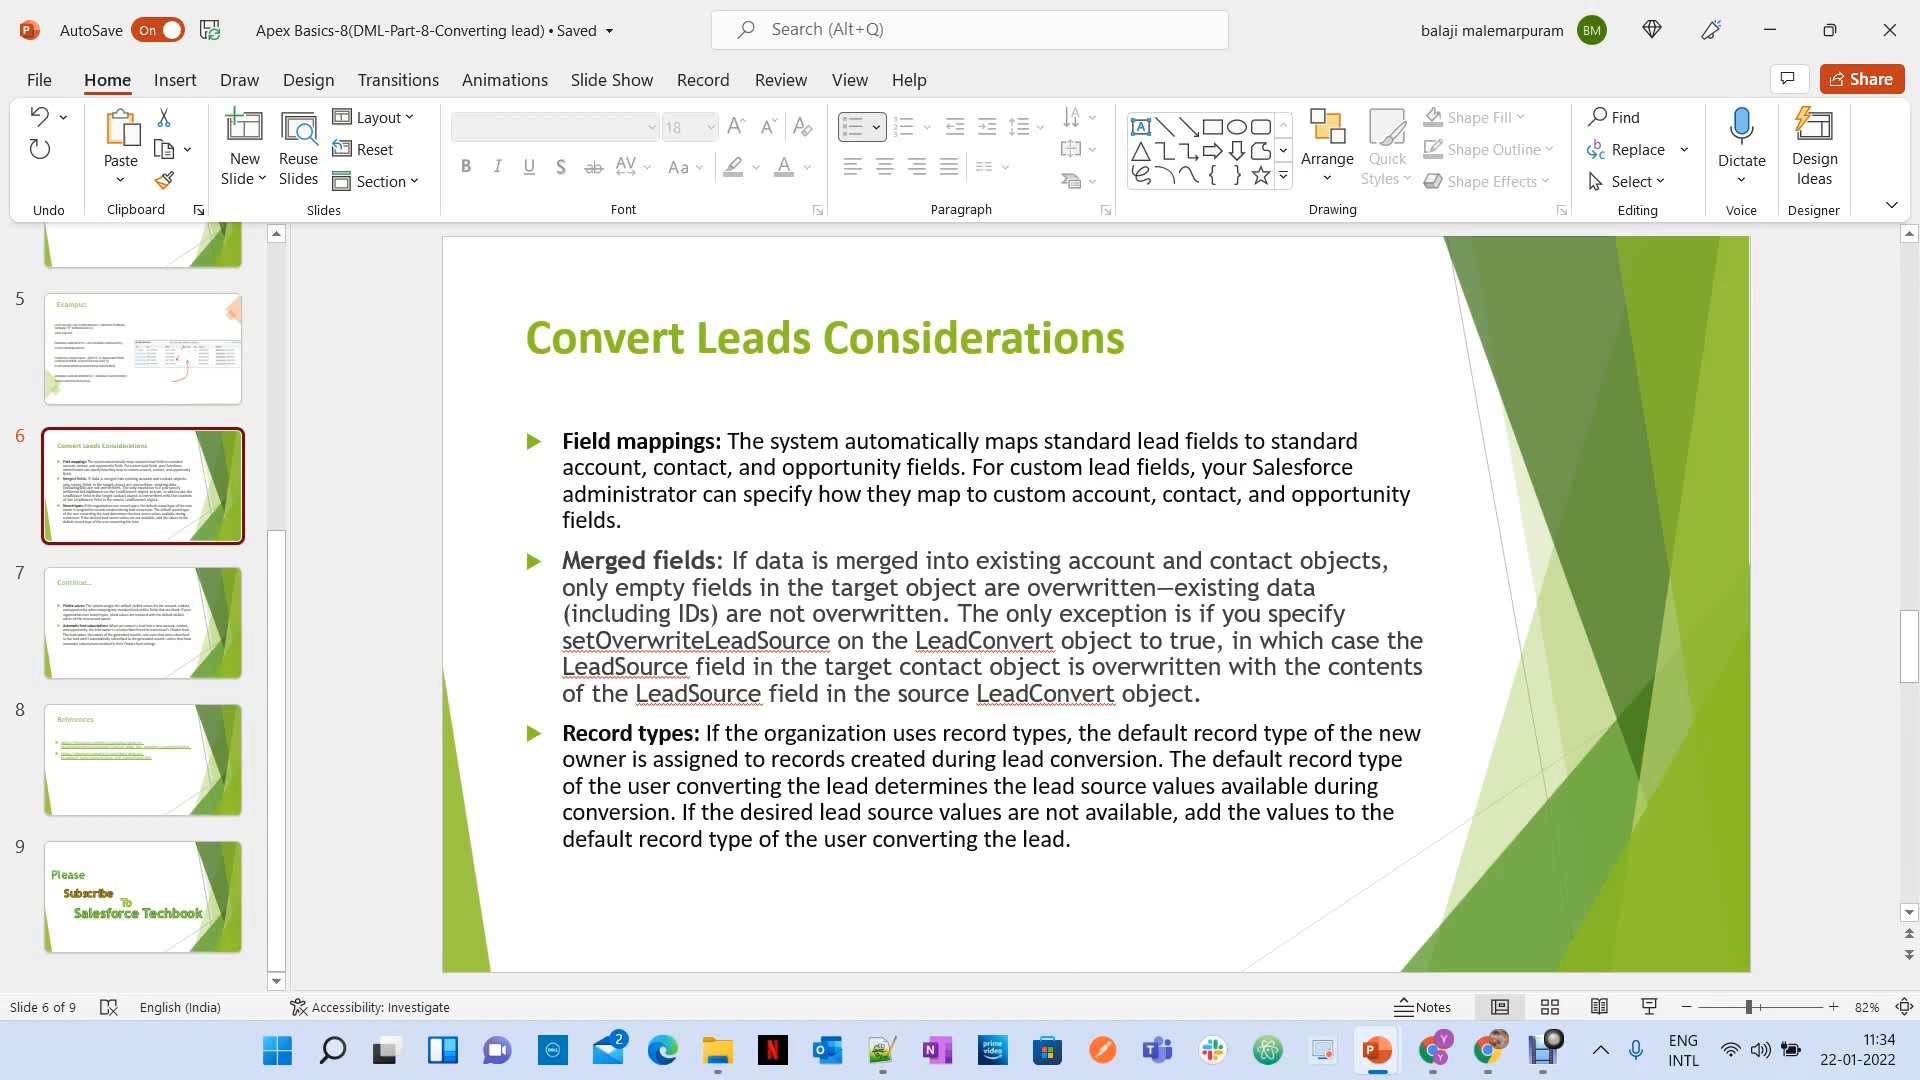 AutoSave On Apex Basics-8(DML-Part-8-Converting lead) • Saved Search (Alt+Q) balaji malemarpuram BM
File Home Insert Draw Design Transitions Animations Slide Show Record Review View Help Share
Paste
New Slide
Reuse Slides
Layout
Reset
Section
18
B I U S ab AV Aa A
Arrange
Quick Styles
Shape Fill
Shape Outline
Shape Effects
Find
Replace
Select
Dictate
Design Ideas
Undo Clipboard Slides Font Paragraph Drawing Editing Voice Designer
5
Example:
6
Convert Leads Considerations
7
Continue...
8
References
9
Please
Subscribe
To
Salesforce Techbook
Convert Leads Considerations
Field mappings: The system automatically maps standard lead fields to standard
account, contact, and opportunity fields. For custom lead fields, your Salesforce
administrator can specify how they map to custom account, contact, and opportunity
fields.
Merged fields: If data is merged into existing account and contact objects,
only empty fields in the target object are overwritten—existing data
(including IDs) are not overwritten. The only exception is if you specify
setOverwriteLeadSource on the LeadConvert object to true, in which case the
LeadSource field in the target contact object is overwritten with the contents
of the LeadSource field in the source LeadConvert object.
Record types: If the organization uses record types, the default record type of the new
owner is assigned to records created during lead conversion. The default record type
of the user converting the lead determines the lead source values available during
conversion. If the desired lead source values are not available, add the values to the
default record type of the user converting the lead.
Slide 6 of 9 English (India) Accessibility: Investigate Notes 82%
2
ENG
INTL
11:34
22-01-2022